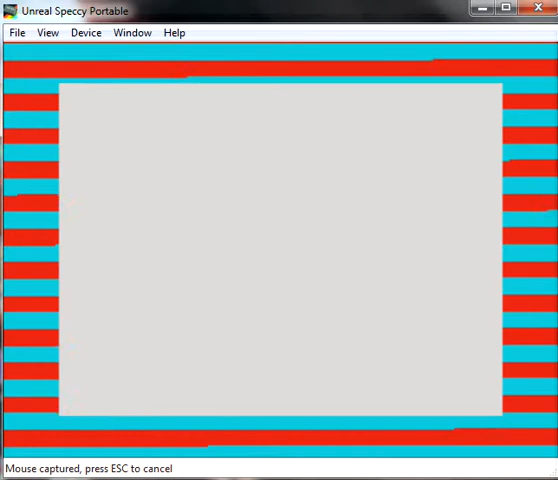 Unreal Speccy Portable
File View Device Window Help
Mouse captured, press ESC to cancel